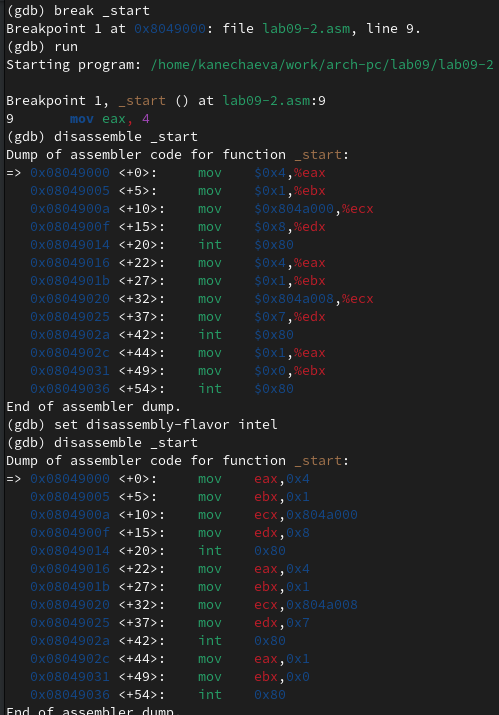 (gdb) break _start
Breakpoint 1 at 0x8049000: file lab09-2.asm, line 9.
(gdb) run
Starting program: /home/kanechaeva/work/arch-pc/lab09/lab09-2

Breakpoint 1, _start () at lab09-2.asm:9
9        mov eax, 4
(gdb) disassemble _start
Dump of assembler code for function _start:
=> 0x08049000 <+0>:     mov    $0x4,%eax
   0x08049005 <+5>:     mov    $0x1,%ebx
   0x0804900a <+10>:    mov    $0x804a000,%ecx
   0x0804900f <+15>:    mov    $0x8,%edx
   0x08049014 <+20>:    int    $0x80
   0x08049016 <+22>:    mov    $0x4,%eax
   0x0804901b <+27>:    mov    $0x1,%ebx
   0x08049020 <+32>:    mov    $0x804a008,%ecx
   0x08049025 <+37>:    mov    $0x7,%edx
   0x0804902a <+42>:    int    $0x80
   0x0804902c <+44>:    mov    $0x1,%eax
   0x08049031 <+49>:    mov    $0x0,%ebx
   0x08049036 <+54>:    int    $0x80
End of assembler dump.
(gdb) set disassembly-flavor intel
(gdb) disassemble _start
Dump of assembler code for function _start:
=> 0x08049000 <+0>:     mov    eax,0x4
   0x08049005 <+5>:     mov    ebx,0x1
   0x0804900a <+10>:    mov    ecx,0x804a000
   0x0804900f <+15>:    mov    edx,0x8
   0x08049014 <+20>:    int    0x80
   0x08049016 <+22>:    mov    eax,0x4
   0x0804901b <+27>:    mov    ebx,0x1
   0x08049020 <+32>:    mov    ecx,0x804a008
   0x08049025 <+37>:    mov    edx,0x7
   0x0804902a <+42>:    int    0x80
   0x0804902c <+44>:    mov    eax,0x1
   0x08049031 <+49>:    mov    ebx,0x0
   0x08049036 <+54>:    int    0x80
End of assembler dump.